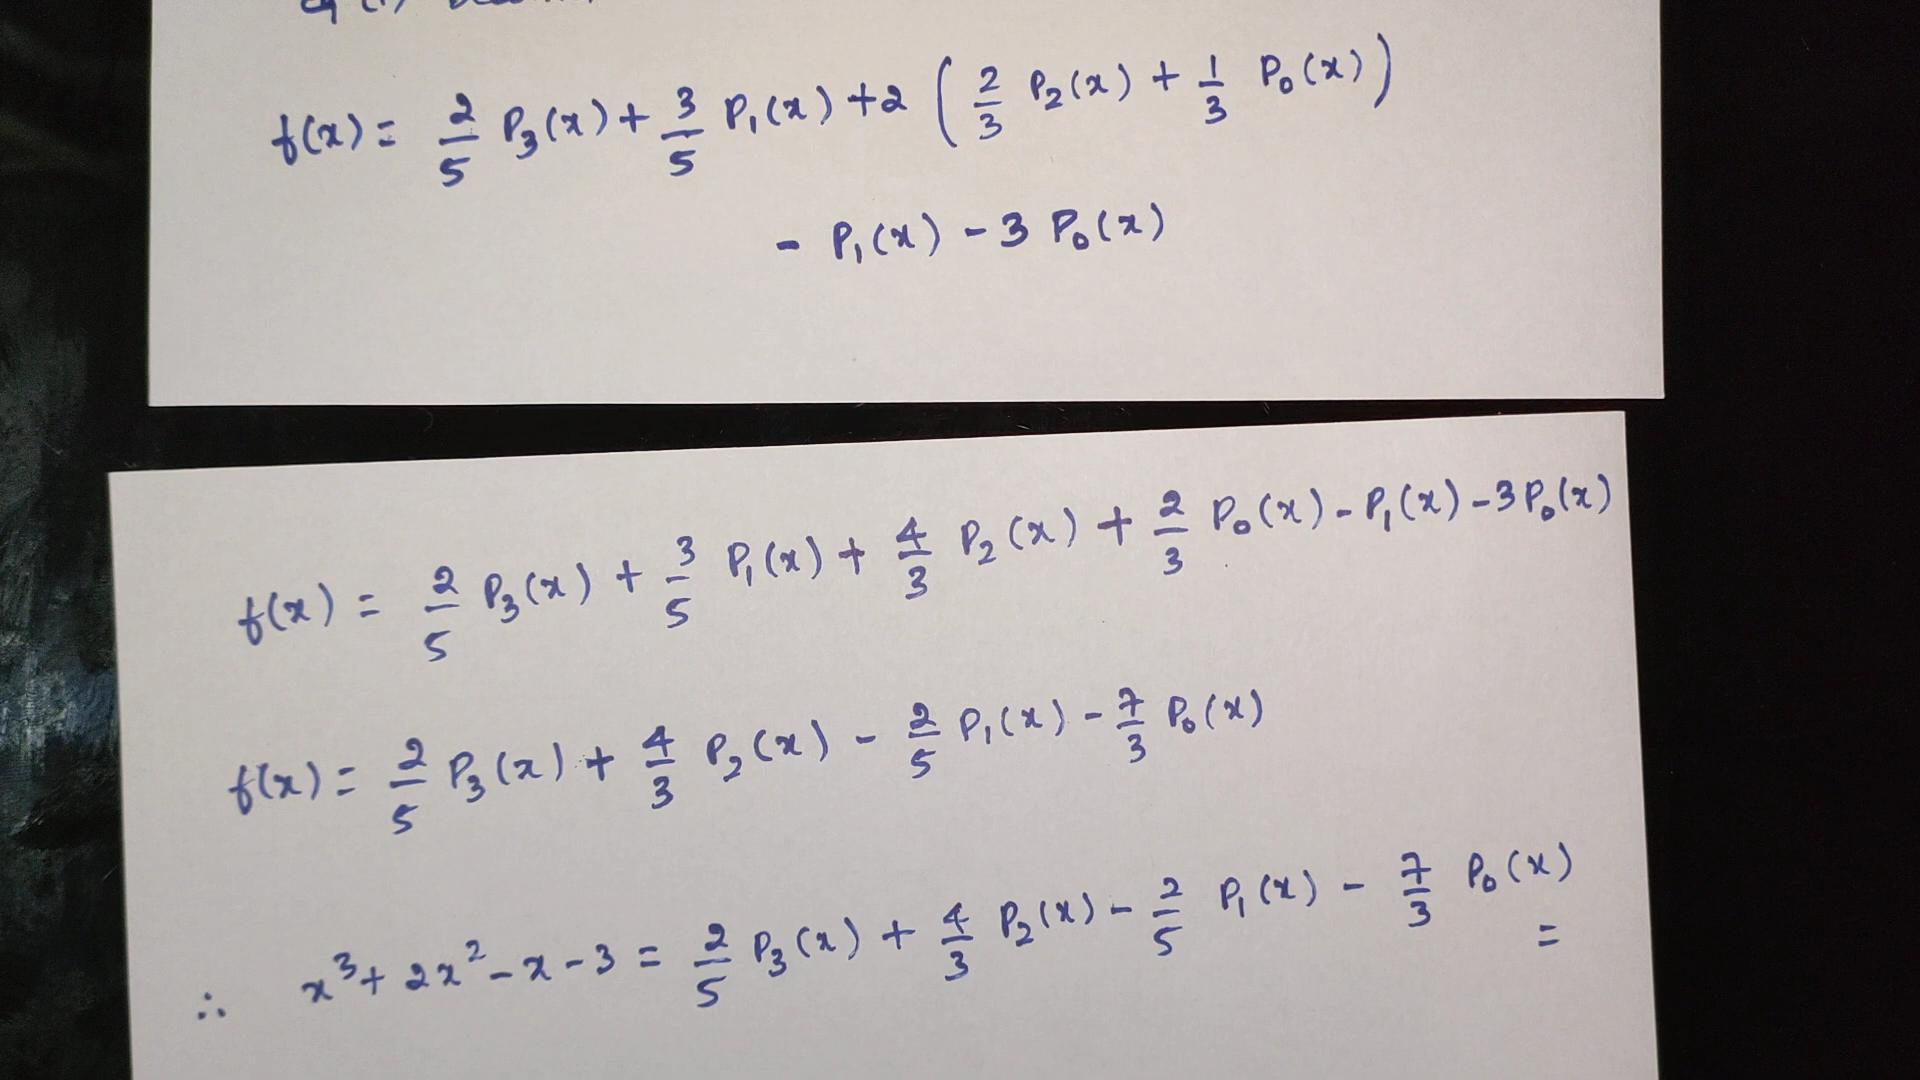 f(x) = 2/5 P₃(x) + 3/5 P₁(x) + 2 ( 2/3 P₂(x) + 1/3 P₀(x) )
- P₁(x) - 3 P₀(x)
f(x) = 2/5 P₃(x) + 3/5 P₁(x) + 4/3 P₂(x) + 2/3 P₀(x) - P₁(x) - 3 P₀(x)
f(x) = 2/5 P₃(x) + 4/3 P₂(x) - 2/5 P₁(x) - 7/3 P₀(x)
∴ x³ + 2x² - x - 3 = 2/5 P₃(x) + 4/3 P₂(x) - 2/5 P₁(x) - 7/3 P₀(x)